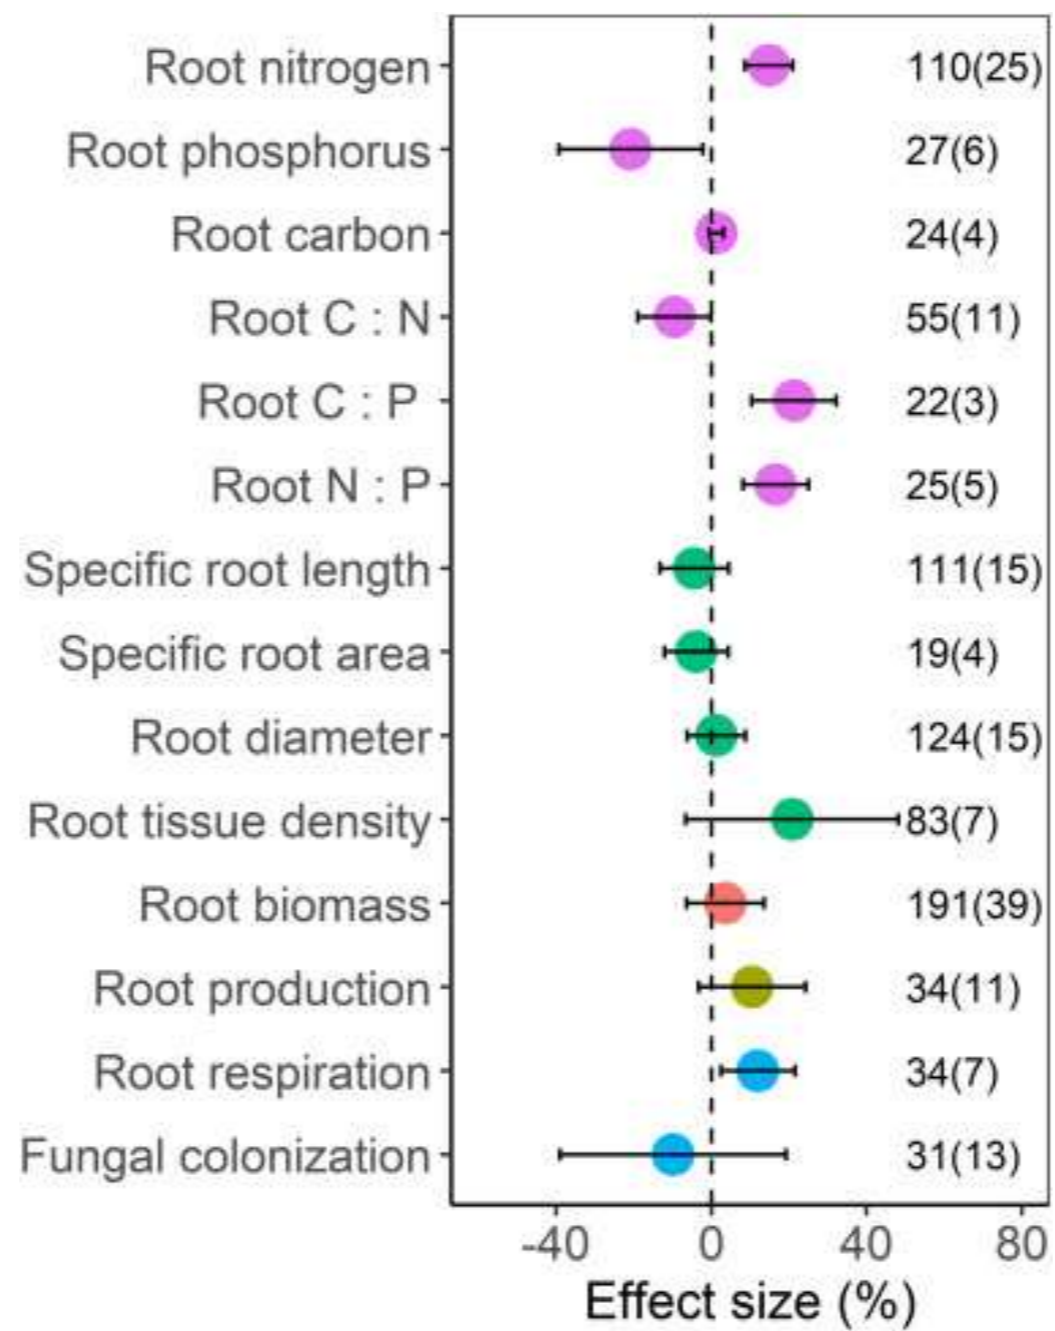 Root nitrogen 110(25)
Root phosphorus 27(6)
Root carbon 24(4)
Root C : N 55(11)
Root C : P 22(3)
Root N : P 25(5)
Specific root length 111(15)
Specific root area 19(4)
Root diameter 124(15)
Root tissue density 83(7)
Root biomass 191(39)
Root production 34(11)
Root respiration 34(7)
Fungal colonization 31(13)
-40 0 40 80
Effect size (%)